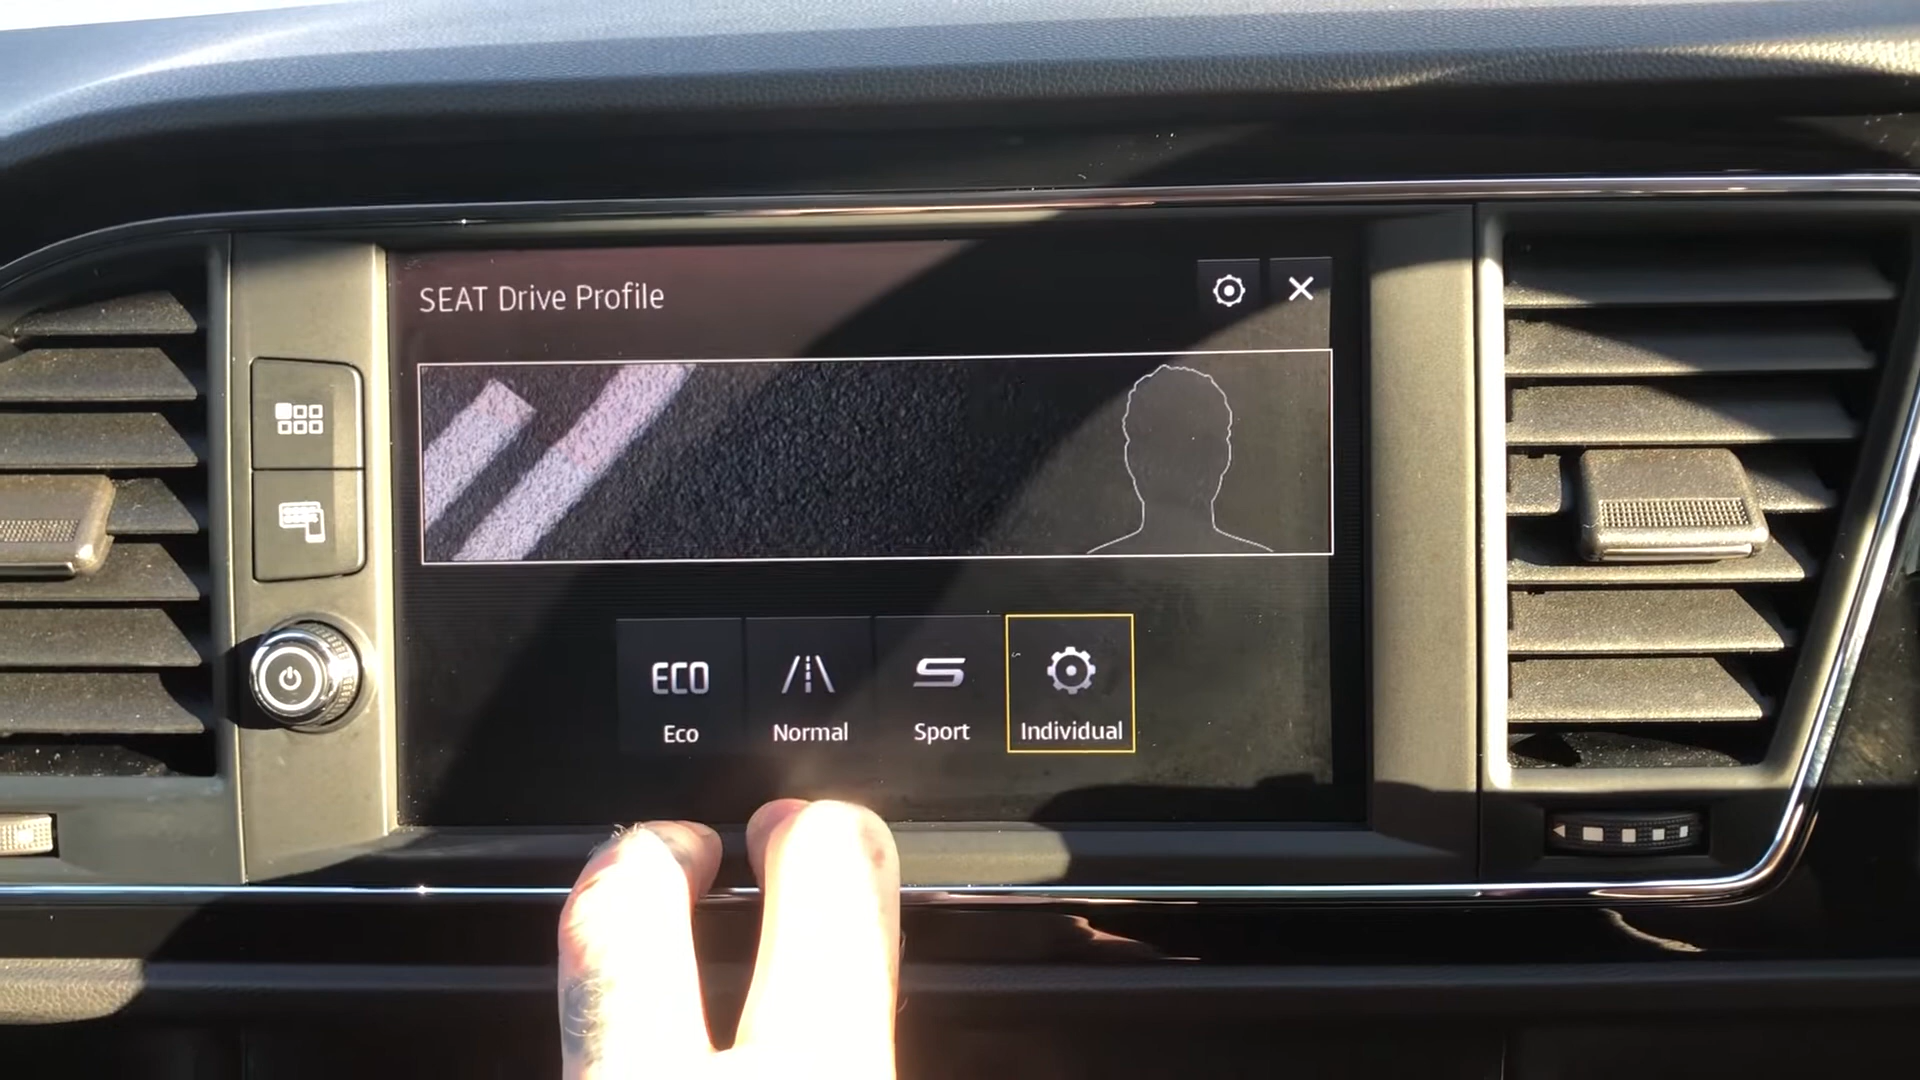 SEAT Drive Profile
ECO
S
Eco
Normal
Sport
Individual